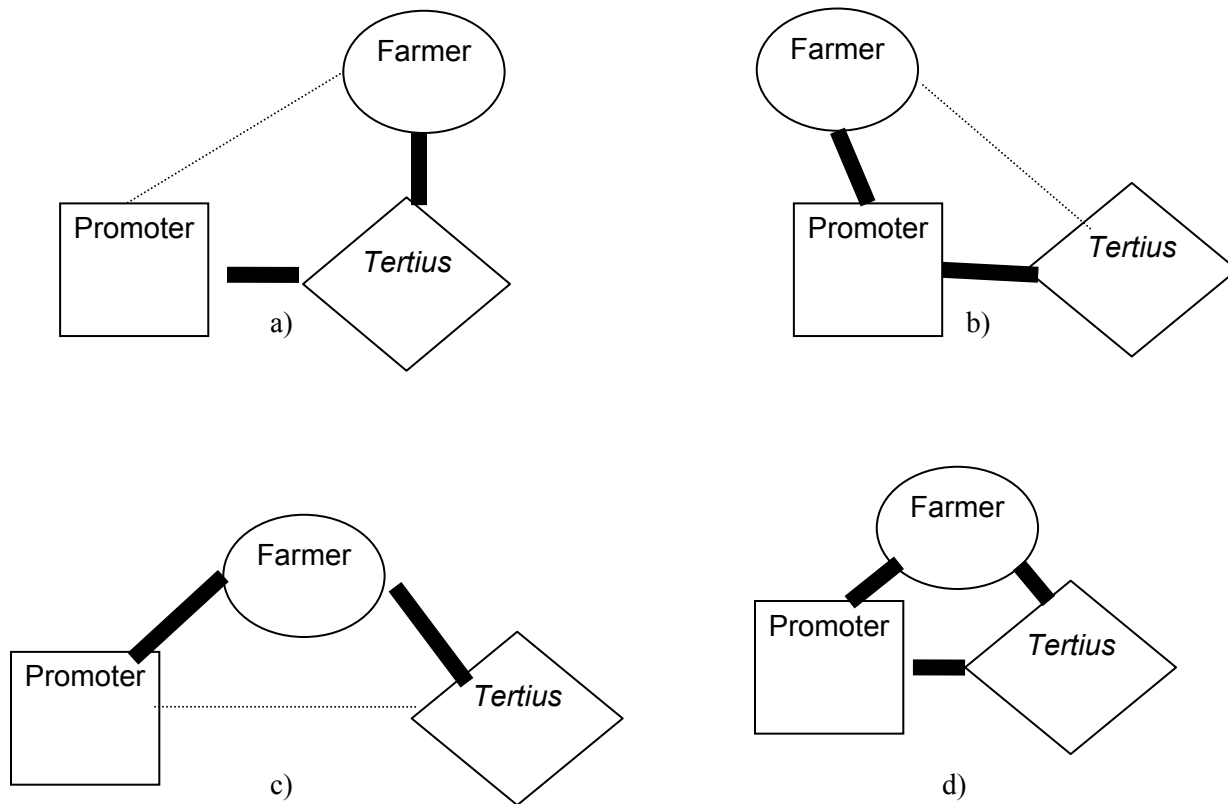 Farmer
Promoter
Tertius
a)
Farmer
Promoter
Tertius
b)
Farmer
Promoter
Tertius
c)
Farmer
Promoter
Tertius
d)